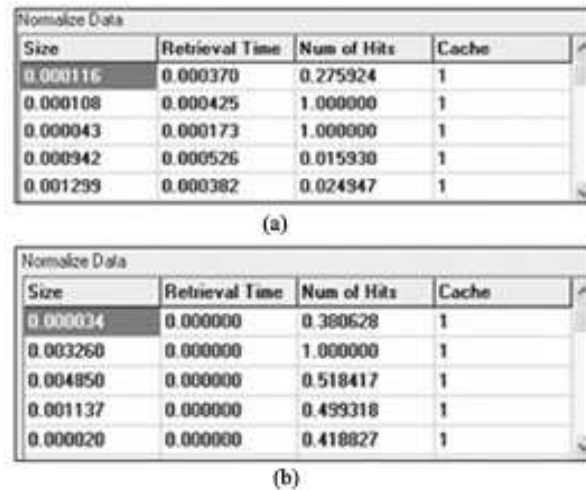 Normalize Data
Size Retrieval Time Num of Hits Cache
0.000116 0.000370 0.275924 1
0.000108 0.000425 1.000000 1
0.000043 0.000173 1.000000 1
0.000942 0.000526 0.015930 1
0.001299 0.000382 0.024947 1
(a)
Normalize Data
Size Retrieval Time Num of Hits Cache
0.000034 0.000000 0.380628 1
0.003260 0.000000 1.000000 1
0.004850 0.000000 0.518417 1
0.001137 0.000000 0.499318 1
0.000020 0.000000 0.418827 1
(b)